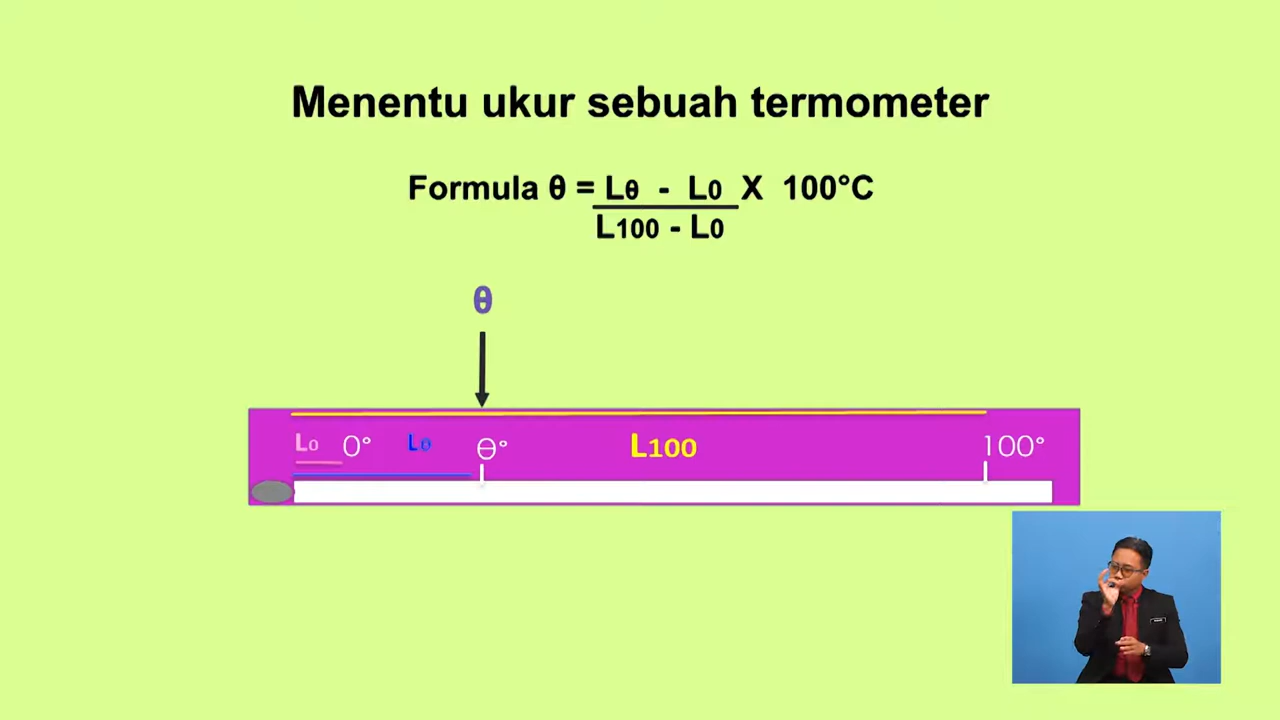 Menentu ukur sebuah termometer
Formula θ = Lθ - L0 X 100°C
L100 - L0
θ
L0 0° Lθ θ° L100 100°